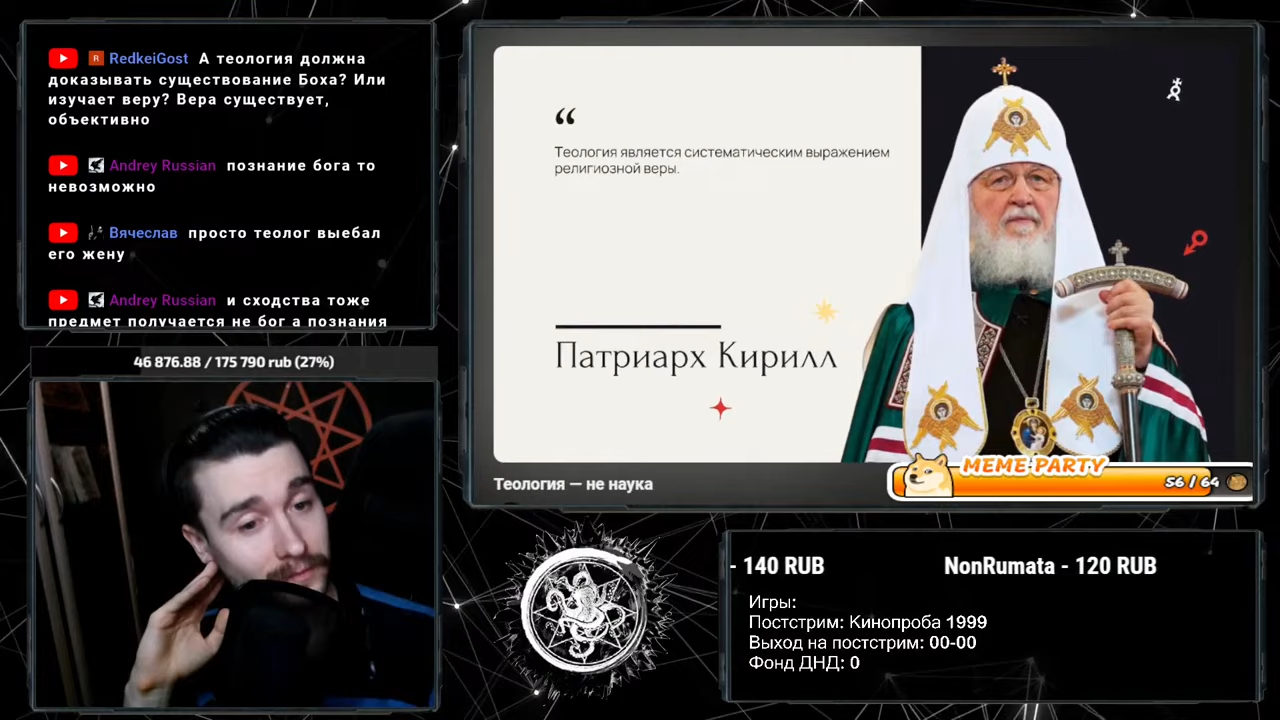 RedkeiGost А теология должна
доказывать существование Боха? Или
изучает веру? Вера существует,
объективно
Andrey Russian познание бога то
невозможно
Вячеслав просто теолог выебал
его жену
Andrey Russian и сходства тоже
предмет получается не бог а познания
46 876.88 / 175 790 rub (27%)
“
Теология является систематическим выражением
религиозной веры.
Патриарх Кирилл
Теология — не наука
MEME PARTY
56 / 64
- 140 RUB NonRumata - 120 RUB
Игры:
Постстрим: Кинопроба 1999
Выход на постстрим: 00-00
Фонд ДНД: 0